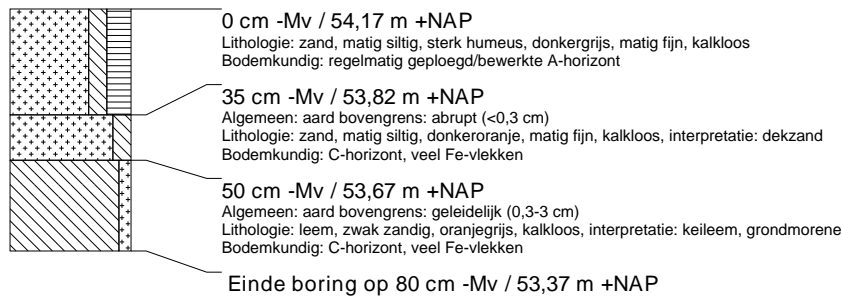 0 cm -Mv / 54,17 m +NAP
Lithologie: zand, matig siltig, sterk humeus, donkergrijs, matig fijn, kalkloos
Bodemkundig: regelmatig geploegd/bewerkte A-horizont
35 cm -Mv / 53,82 m +NAP
Algemeen: aard bovengrens: abrupt (<0,3 cm)
Lithologie: zand, matig siltig, donkeroranje, matig fijn, kalkloos, interpretatie: dekzand
Bodemkundig: C-horizont, veel Fe-vlekken
50 cm -Mv / 53,67 m +NAP
Algemeen: aard bovengrens: geleidelijk (0,3-3 cm)
Lithologie: leem, zwak zandig, oranjegrijs, kalkloos, interpretatie: keileem, grondmorene
Bodemkundig: C-horizont, veel Fe-vlekken
Einde boring op 80 cm -Mv / 53,37 m +NAP